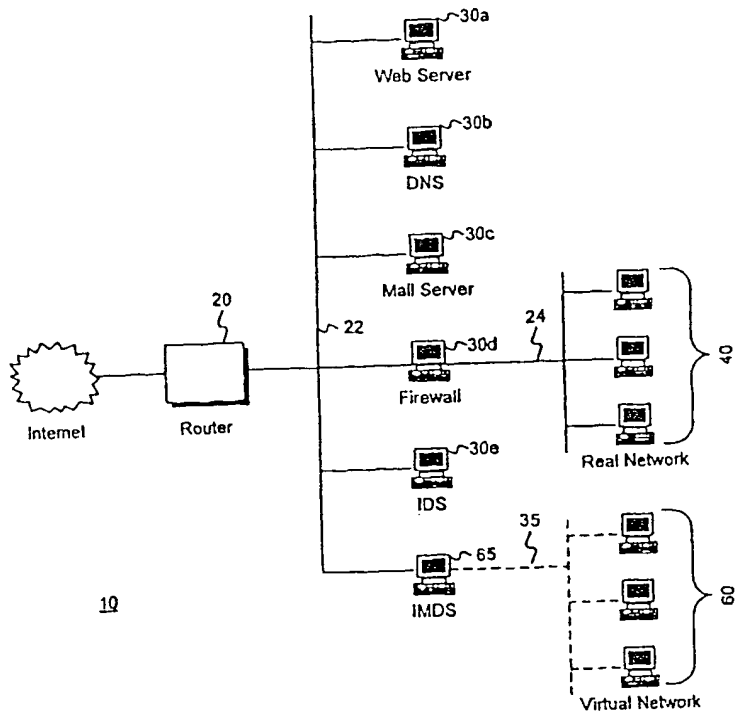 30a
Web Server
30b
DNS
30c
Mail Server
20
22
30d
24
40
Internet
Router
Firewall
Real Network
30e
IDS
35
65
60
IMDS
10
Virtual Network